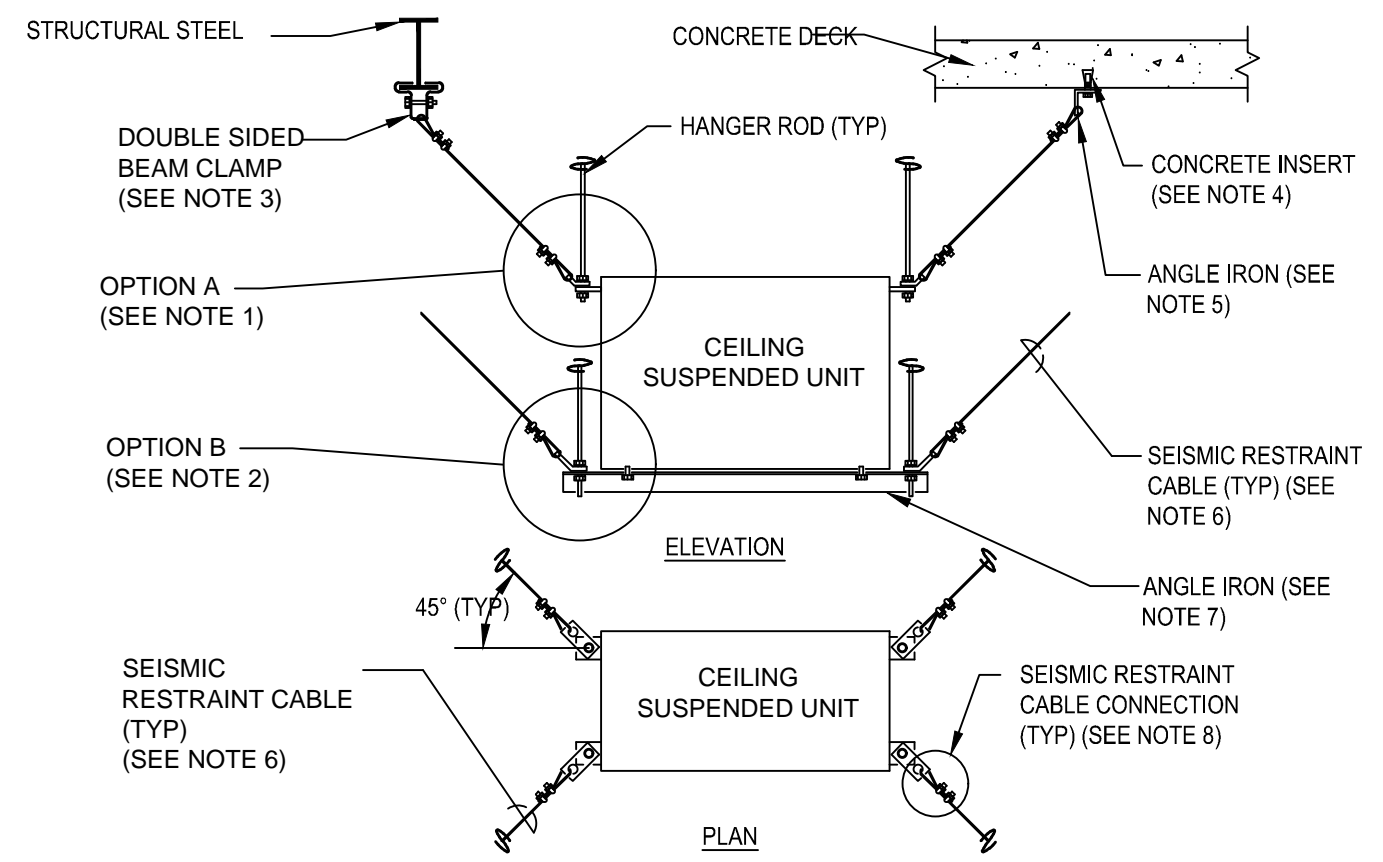 STRUCTURAL STEEL
CONCRETE DECK
DOUBLE SIDED
BEAM CLAMP
(SEE NOTE 3)
HANGER ROD (TYP)
CONCRETE INSERT
(SEE NOTE 4)
OPTION A
(SEE NOTE 1)
ANGLE IRON (SEE
NOTE 5)
CEILING
SUSPENDED UNIT
OPTION B
(SEE NOTE 2)
SEISMIC RESTRAINT
CABLE (TYP) (SEE
NOTE 6)
ELEVATION
ANGLE IRON (SEE
NOTE 7)
45° (TYP)
SEISMIC
RESTRAINT CABLE
(TYP)
(SEE NOTE 6)
CEILING
SUSPENDED UNIT
SEISMIC RESTRAINT
CABLE CONNECTION
(TYP) (SEE NOTE 8)
PLAN